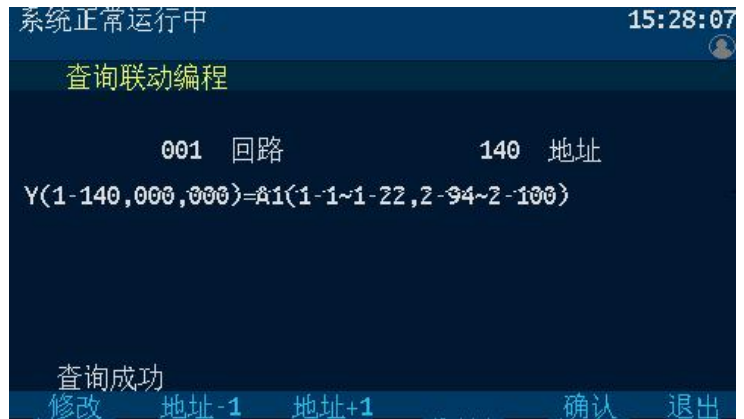 系统正常运行中 15:28:07
查询联动编程
001 回路 140 地址
Y(1-140,000,000)=A1(1-1~1-22,2-94~2-100)
查询成功
修改 地址-1 地址+1 确认 退出